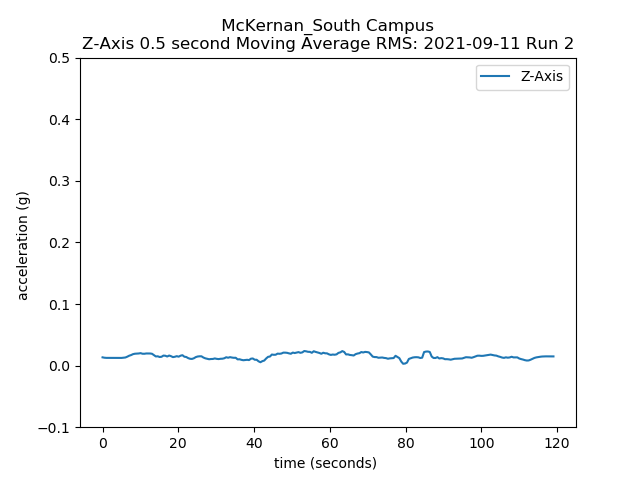 McKernan_South Campus
Z-Axis 0.5 second Moving Average RMS: 2021-09-11 Run 2
Z-Axis
0.5
0.4
0.3
0.2
0.1
0.0
−0.1
acceleration (g)
0 20 40 60 80 100 120
time (seconds)